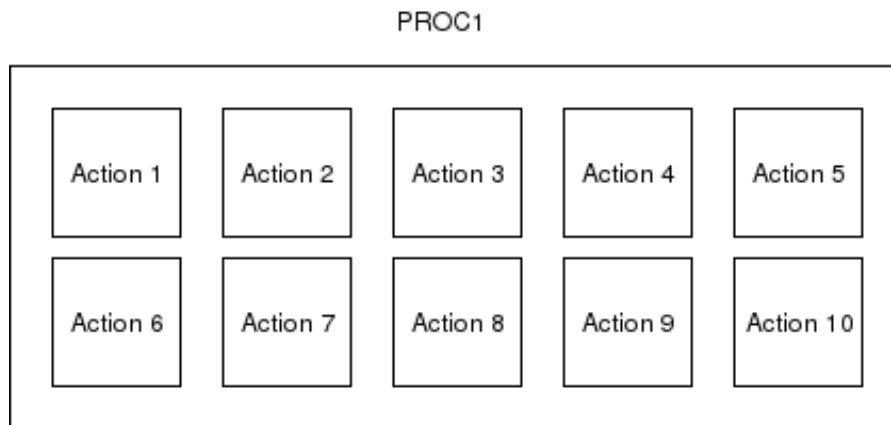 PROC1
Action 1
Action 2
Action 3
Action 4
Action 5
Action 6
Action 7
Action 8
Action 9
Action 10